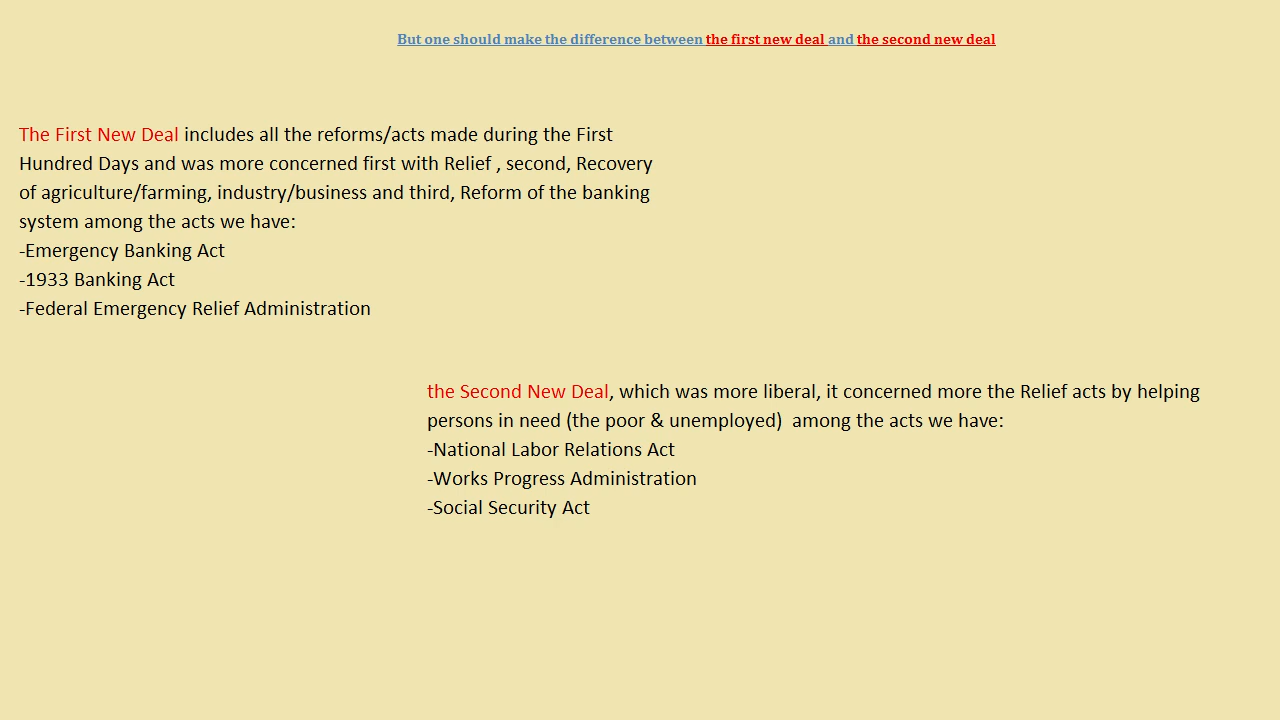 But one should make the difference between the first new deal and the second new deal
The First New Deal includes all the reforms/acts made during the First
Hundred Days and was more concerned first with Relief , second, Recovery
of agriculture/farming, industry/business and third, Reform of the banking
system among the acts we have:
-Emergency Banking Act
-1933 Banking Act
-Federal Emergency Relief Administration
the Second New Deal, which was more liberal, it concerned more the Relief acts by helping
persons in need (the poor & unemployed)  among the acts we have:
-National Labor Relations Act
-Works Progress Administration
-Social Security Act